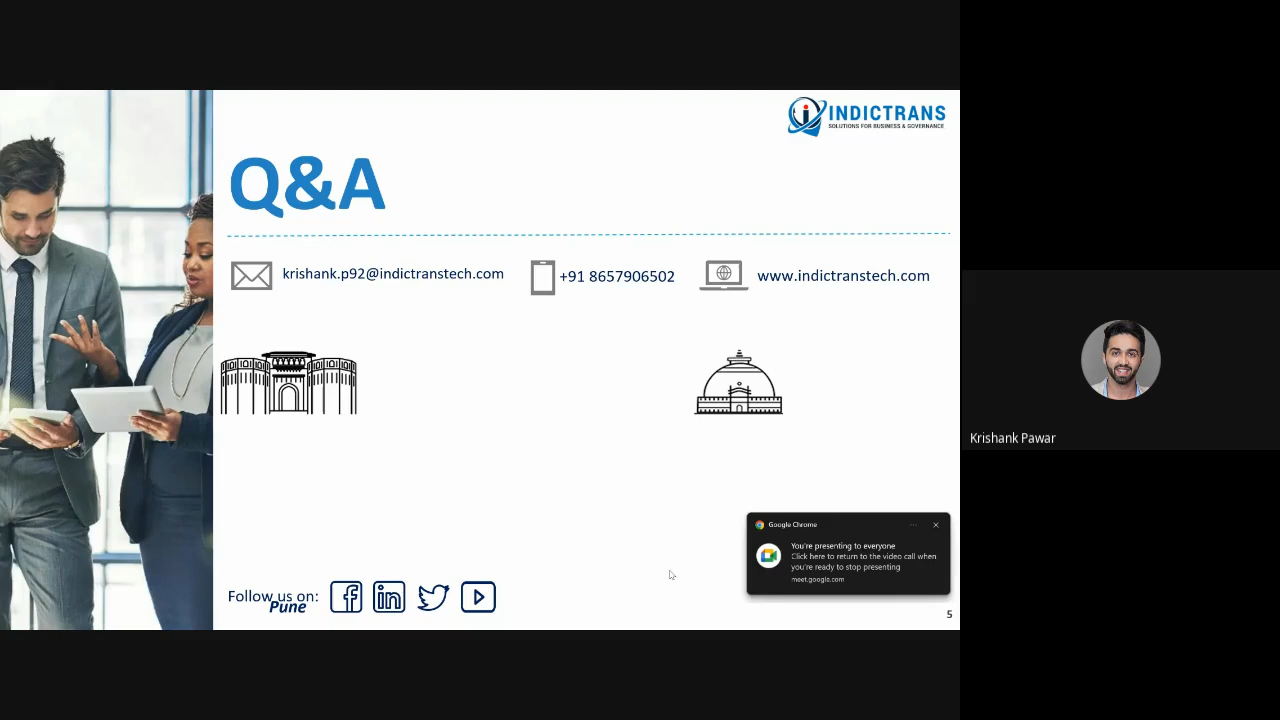 INDICTRANS
SOLUTIONS FOR BUSINESS & GOVERNANCE
Q&A
krishank.p92@indictranstech.com
+91 8657906502
www.indictranstech.com
Krishank Pawar
Google Chrome
You're presenting to everyone
Click here to return to the video call when
you're ready to stop presenting
meet.google.com
Follow us on:
Pune
5